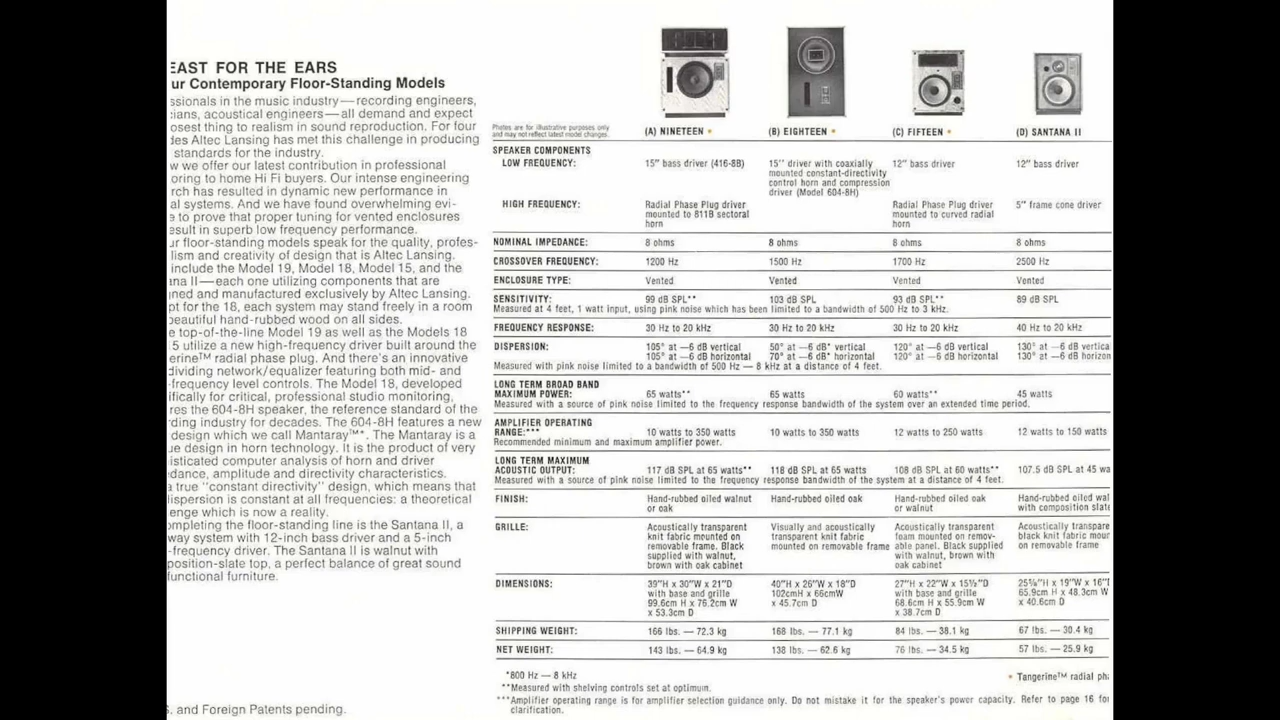 EAST FOR THE EARS
ur Contemporary Floor-Standing Models
ssionals in the music industry—recording engineers,
cians, acoustical engineers—all demand and expect
osest thing to realism in sound reproduction. For four
des Altec Lansing has met this challenge in producing
standards for the industry.
w we offer our latest contribution in professional
oring to home Hi Fi buyers. Our intense engineering
rch has resulted in dynamic new performance in
al systems. And we have found overwhelming evi-
e to prove that proper tuning for vented enclosures
esult in superb low frequency performance.
ur floor-standing models speak for the quality, profes-
lism and creativity of design that is Altec Lansing.
include the Model 19, Model 18, Model 15, and the
ana II—each one utilizing components that are
gned and manufactured exclusively by Altec Lansing.
pt for the 18, each system may stand freely in a room
beautiful hand-rubbed wood on all sides.
e top-of-the-line Model 19 as well as the Models 18
5 utilize a new high-frequency driver built around the
erine™ radial phase plug. And there's an innovative
dividing network/equalizer featuring both mid- and
-frequency level controls. The Model 18, developed
ifically for critical, professional studio monitoring,
res the 604-8H speaker, the reference standard of the
rding industry for decades. The 604-8H features a new
design which we call Mantaray™*. The Mantaray is a
ue design in horn technology. It is the product of very
isticated computer analysis of horn and driver
dance, amplitude and directivity characteristics.
a true "constant directivity" design, which means that
dispersion is constant at all frequencies: a theoretical
enge which is now a reality.
ompleting the floor-standing line is the Santana II, a
way system with 12-inch bass driver and a 5-inch
-frequency driver. The Santana II is walnut with
position-slate top, a perfect balance of great sound
functional furniture.
S. and Foreign Patents pending.
Photos are for illustrative purposes only
and may not reflect latest model changes.
(A) NINETEEN • (B) EIGHTEEN • (C) FIFTEEN • (D) SANTANA II
SPEAKER COMPONENTS
LOW FREQUENCY: 15" bass driver (416-8B) 15" driver with coaxially 12" bass driver 12" bass driver
mounted constant-directivity
control horn and compression
driver (Model 604-8H)
HIGH FREQUENCY: Radial Phase Plug driver Radial Phase Plug driver 5" frame cone driver
mounted to 811B sectoral mounted to curved radial
horn horn
NOMINAL IMPEDANCE: 8 ohms 8 ohms 8 ohms 8 ohms
CROSSOVER FREQUENCY: 1200 Hz 1500 Hz 1700 Hz 2500 Hz
ENCLOSURE TYPE: Vented Vented Vented Vented
SENSITIVITY: 99 dB SPL** 103 dB SPL 93 dB SPL** 89 dB SPL
Measured at 4 feet, 1 watt input, using pink noise which has been limited to a bandwidth of 500 Hz to 3 kHz.
FREQUENCY RESPONSE: 30 Hz to 20 kHz 30 Hz to 20 kHz 30 Hz to 20 kHz 40 Hz to 20 kHz
DISPERSION: 105° at —6 dB vertical 50° at —6 dB* vertical 120° at —6 dB vertical 130° at —6 dB vertica
105° at —6 dB horizontal 70° at —6 dB* horizontal 120° at —6 dB horizontal 130° at —6 dB horizon
Measured with pink noise limited to a bandwidth of 500 Hz — 8 kHz at a distance of 4 feet.
LONG TERM BROAD BAND
MAXIMUM POWER: 65 watts** 65 watts 60 watts** 45 watts
Measured with a source of pink noise limited to the frequency response bandwidth of the system over an extended time period.
AMPLIFIER OPERATING
RANGE:*** 10 watts to 350 watts 10 watts to 350 watts 12 watts to 250 watts 12 watts to 150 watts
Recommended minimum and maximum amplifier power.
LONG TERM MAXIMUM
ACOUSTIC OUTPUT: 117 dB SPL at 65 watts** 118 dB SPL at 65 watts 108 dB SPL at 60 watts** 107.5 dB SPL at 45 wa
Measured with a source of pink noise limited to the frequency response bandwidth of the system at a distance of 4 feet.
FINISH: Hand-rubbed oiled walnut Hand-rubbed oiled oak Hand-rubbed oiled oak Hand-rubbed oiled wal
or oak or walnut with composition slate
GRILLE: Acoustically transparent Visually and acoustically Acoustically transparent Acoustically transpare
knit fabric mounted on transparent knit fabric foam mounted on remov- black knit fabric mour
removable frame. Black mounted on removable frame able panel. Black supplied on removable frame
supplied with walnut, with walnut, brown with
brown with oak cabinet oak cabinet
DIMENSIONS: 39"H x 30"W x 21"D 40"H x 26"W x 18"D 27"H x 22"W x 15½"D 25⅞"H x 19"W x 16"I
with base and grille 102cmH x 66cmW with base and grille 65.9cm H x 48.3cm W
99.6cm H x 76.2cm W x 45.7cm D 68.6cm H x 55.9cm W x 40.6cm D
x 53.3cm D x 38.7cm D
SHIPPING WEIGHT: 166 lbs. — 72.3 kg 168 lbs. — 77.1 kg 84 lbs. — 38.1 kg 67 lbs. — 30.4 kg
NET WEIGHT: 143 lbs. — 64.9 kg 138 lbs. — 62.6 kg 76 lbs. — 34.5 kg 57 lbs. — 25.9 kg
*800 Hz — 8 kHz • Tangerine™ radial pha
**Measured with shelving controls set at optimum.
***Amplifier operating range is for amplifier selection guidance only. Do not mistake it for the speaker's power capacity. Refer to page 16 for
clarification.